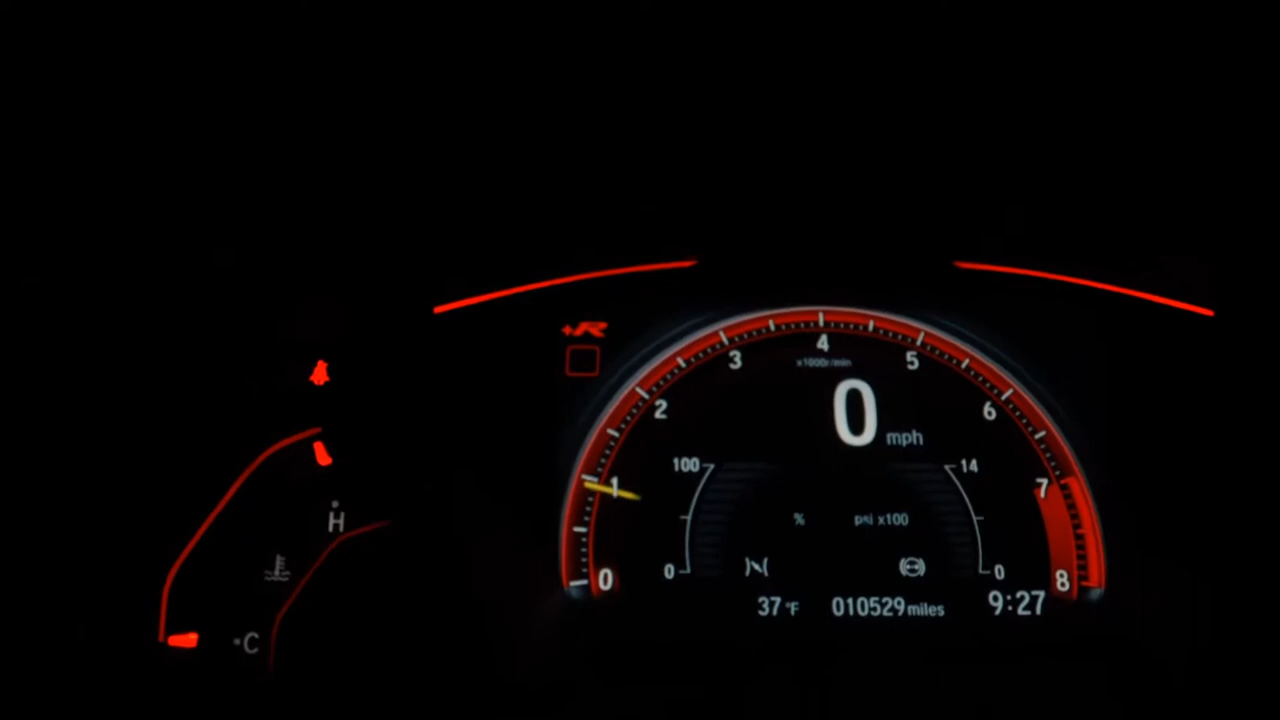 +R
4
3 5
x1000r/min
2 0 mph 6
100 14
1 7
% psi x100
H
0 0 0 8
37°F 010529 miles 9:27
C